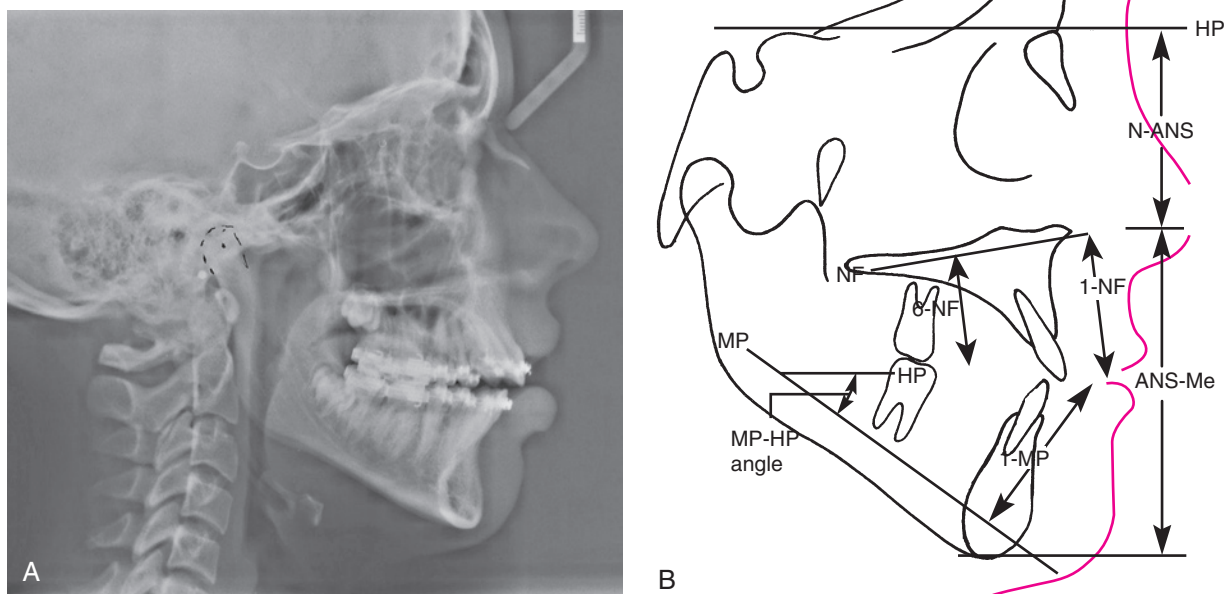 A
HP
N-ANS
NF
6-NF
1-NF
MP
HP
ANS-Me
MP-HP
angle
1-MP
B